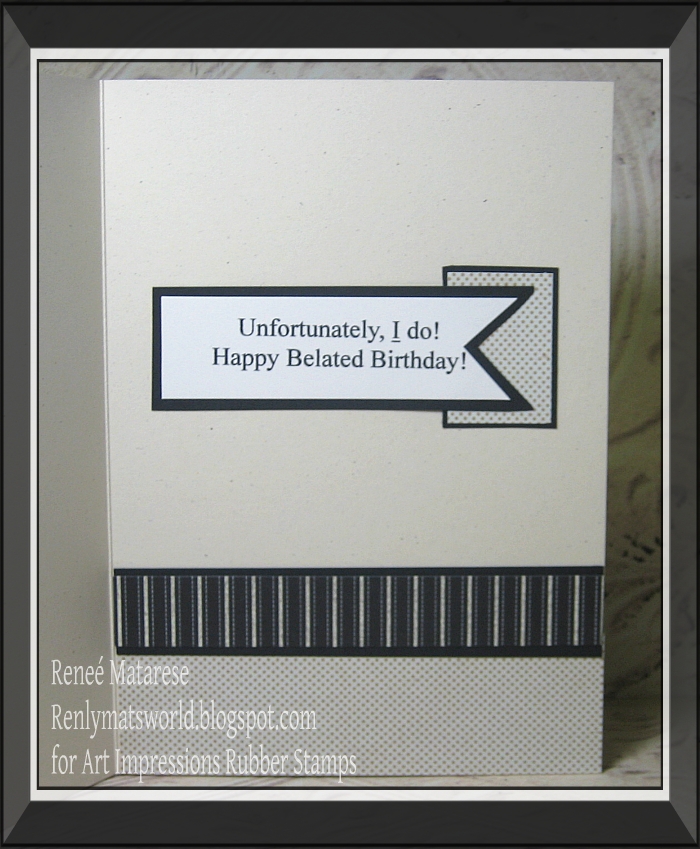 Unfortunately, I do!
Happy Belated Birthday!
Reneé Matarese
Renlymatsworld.blogspot.com
for Art Impressions Rubber Stamps